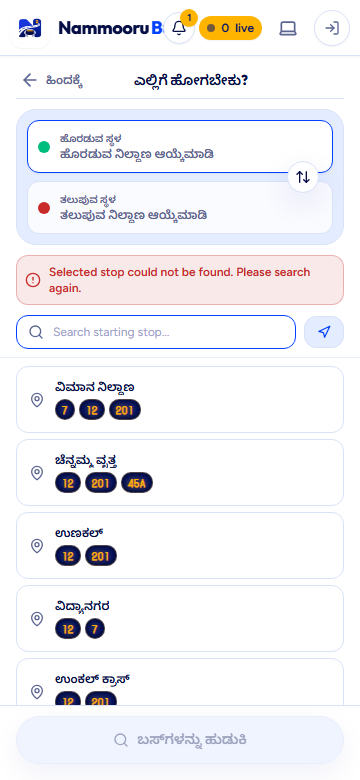 Nammooru B
1
0 live
ಹಿಂದಕ್ಕೆ
ಎಲ್ಲಿಗೆ ಹೋಗಬೇಕು?
ಹೊರಡುವ ಸ್ಥಳ
ಹೊರಡುವ ನಿಲ್ದಾಣ ಆಯ್ಕೆಮಾಡಿ
ತಲುಪುವ ಸ್ಥಳ
ತಲುಪುವ ನಿಲ್ದಾಣ ಆಯ್ಕೆಮಾಡಿ
Selected stop could not be found. Please search
again.
Search starting stop...
ವಿಮಾನ ನಿಲ್ದಾಣ
7 12 201
ಚೆನ್ನಮ್ಮ ವೃತ್ತ
12 201 45A
ಉಣಕಲ್
12 201
ವಿದ್ಯಾನಗರ
12 7
ಉಂಕಲ್ ಕ್ರಾಸ್
12 201
ಬಸ್‌ಗಳನ್ನು ಹುಡುಕಿ